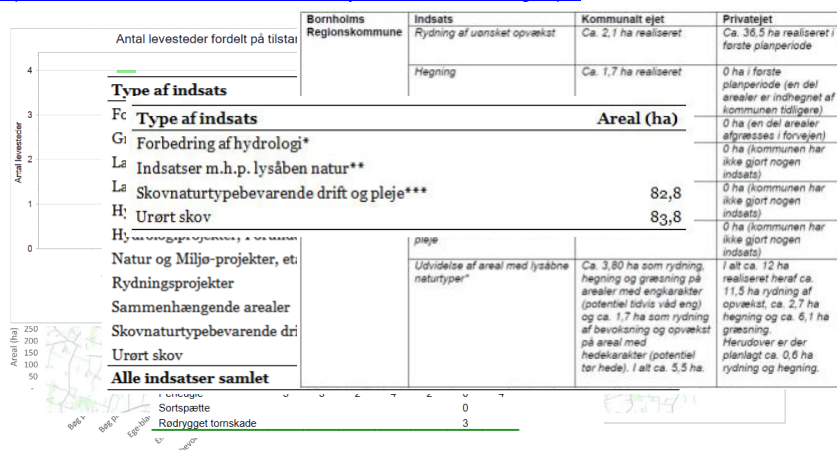 Antal levesteder fordelt på
Antal levesteder
4
3
2
1
0
Type af indsats
Natur og Miljø-projekter,
Rydningsprojekter
Sammenhængende arealer
Skovnaturtypebevarende
Urørt skov
Alle indsatser samlet
Type af indsats Areal (ha)
Forbedring af hydrologi*
Indsatser m.h.p. lysåben natur**
Skovnaturtypebevarende drift og pleje*** 82,8
Urørt skov 83,8
Bornholms Regionskommune
Indsats
Kommunalt ejet
Privatejet
Rydning af uønsket opvækst
Ca. 2,1 ha realiseret
Ca. 36,5 ha realiseret i
første planperiode
Hegning
Ca. 1,7 ha realiseret
0 ha i første
planperiode (en del
arealer er indhegnet af
kommunen tidligere)
0 ha (en del arealer
afgræsses i forvejen)
0 ha (kommunen har
ikke gjort nogen
indsats)
0 ha (kommunen har
ikke gjort nogen
indsats)
0 ha (kommunen har
ikke gjort nogen
indsats)
pleje
Udvidelse af areal med lysåbne
naturtyper*
Ca. 3,80 ha som rydning,
hegning og græsning på
arealer med engkarakter
(potentiel tidvis våd eng)
og ca. 1,7 ha som rydning
af bevoksning og opvækst
på areal med
hedekarakter (potentiel
tør hede). I alt ca. 5,5 ha.
I alt ca. 12 ha
realiseret heraf ca.
11,5 ha rydning af
opvækst, ca. 2,7 ha
hegning og ca. 6,1 ha
græsning.
Herudover er der
planlagt ca. 0,6 ha
rydning og hegning.
Areal (ha)
250
200
150
100
50
Sortspætte 0
Rødrygget tornskade 3
Bøg
Bøg